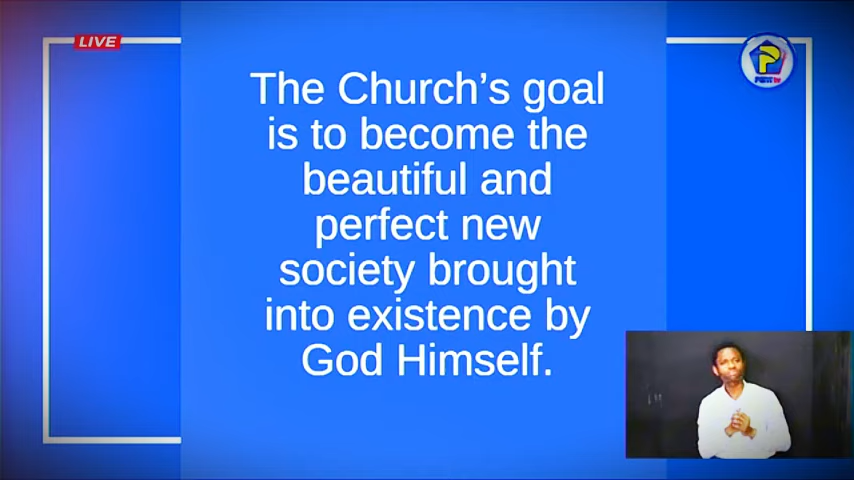 LIVE
The Church’s goal
is to become the
beautiful and
perfect new
society brought
into existence by
God Himself.